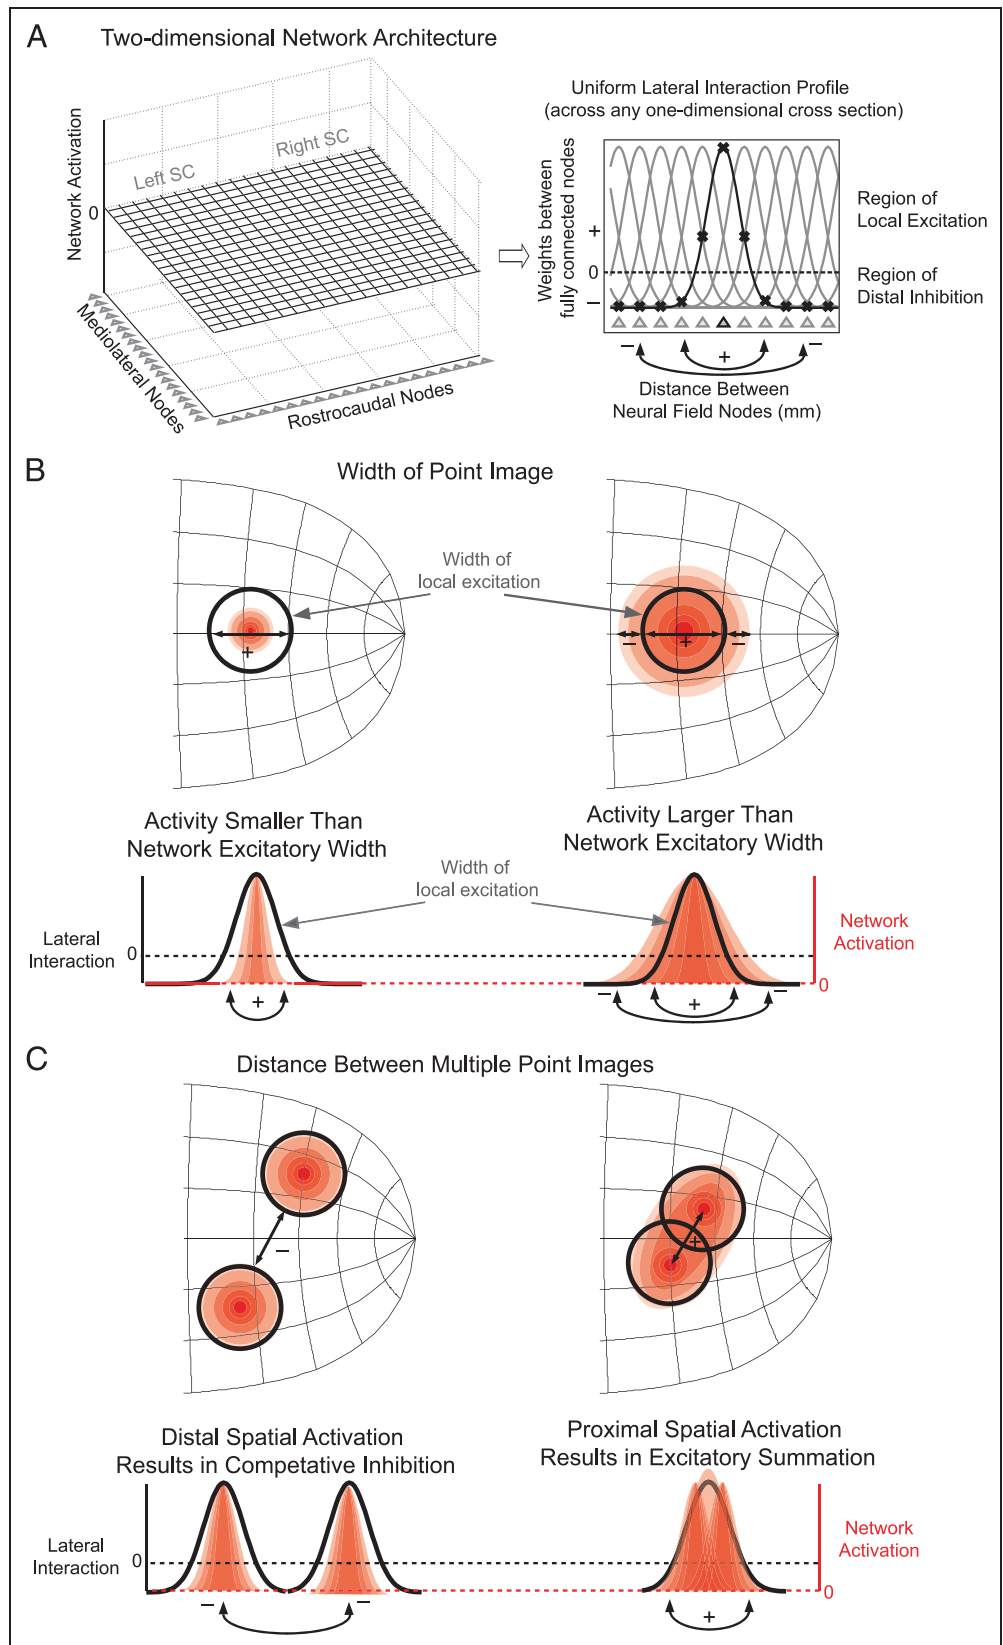 A
Two-dimensional Network Architecture
Network Activation
0
Left SC
Right SC
Mediolateral Nodes
Rostrocaudal Nodes
Uniform Lateral Interaction Profile
(across any one-dimensional cross section)
Weights between
fully connected nodes
+
0
−
Region of
Local Excitation
Region of
Distal Inhibition
− + −
Distance Between
Neural Field Nodes (mm)
B
Width of Point Image
Width of
local excitation
+
− + −
Activity Smaller Than
Network Excitatory Width
Activity Larger Than
Network Excitatory Width
Width of
local excitation
Lateral
Interaction
0
Network
Activation
0
+
− + −
C
Distance Between Multiple Point Images
−
+
Distal Spatial Activation
Results in Competative Inhibition
Proximal Spatial Activation
Results in Excitatory Summation
Lateral
Interaction
0
Network
Activation
0
− −
+